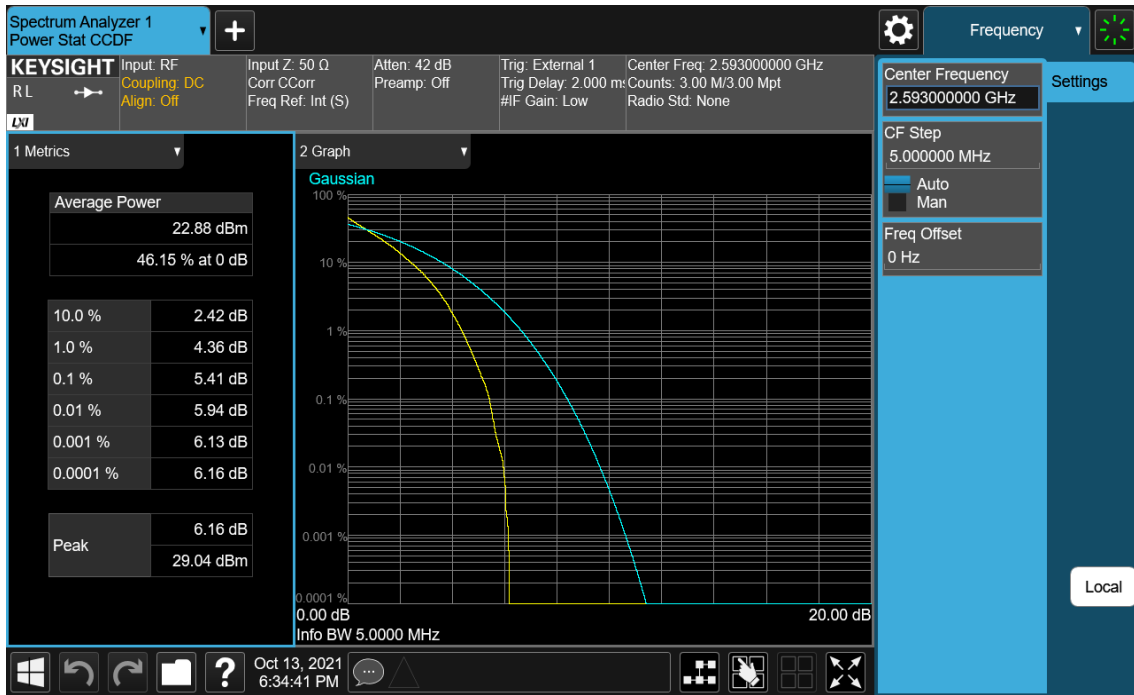 Spectrum Analyzer 1
Power Stat CCDF
+
Frequency
KEYSIGHT
R L
LXI
Input: RF
Coupling: DC
Align: Off
Input Z: 50 Ω
Corr CCorr
Freq Ref: Int (S)
Atten: 42 dB
Preamp: Off
Trig: External 1
Trig Delay: 2.000 ms
#IF Gain: Low
Center Freq: 2.593000000 GHz
Counts: 3.00 M/3.00 Mpt
Radio Std: None
Center Frequency
2.593000000 GHz
Settings
CF Step
5.000000 MHz
Auto
Man
Freq Offset
0 Hz
Local
1 Metrics
Average Power
22.88 dBm
46.15 % at 0 dB
10.0 % 2.42 dB
1.0 % 4.36 dB
0.1 % 5.41 dB
0.01 % 5.94 dB
0.001 % 6.13 dB
0.0001 % 6.16 dB
Peak 6.16 dB
29.04 dBm
2 Graph
Gaussian
100 %
10 %
1 %
0.1 %
0.01 %
0.001 %
0.0001 %
0.00 dB 20.00 dB
Info BW 5.0000 MHz
?
Oct 13, 2021
6:34:41 PM